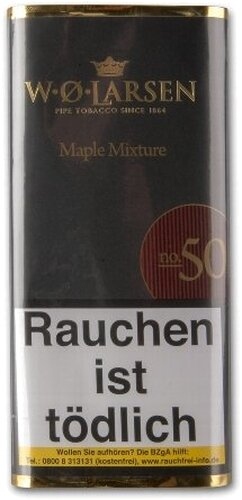 W·Ø·LARSEN
PIPE TOBACCO SINCE 1864
Maple Mixture
no. 50
Rauchen
ist
tödlich
Wollen Sie aufhören? Die BZgA hilft:
Tel.: 0800 8 313131 (kostenfrei), www.rauchfrei-info.de